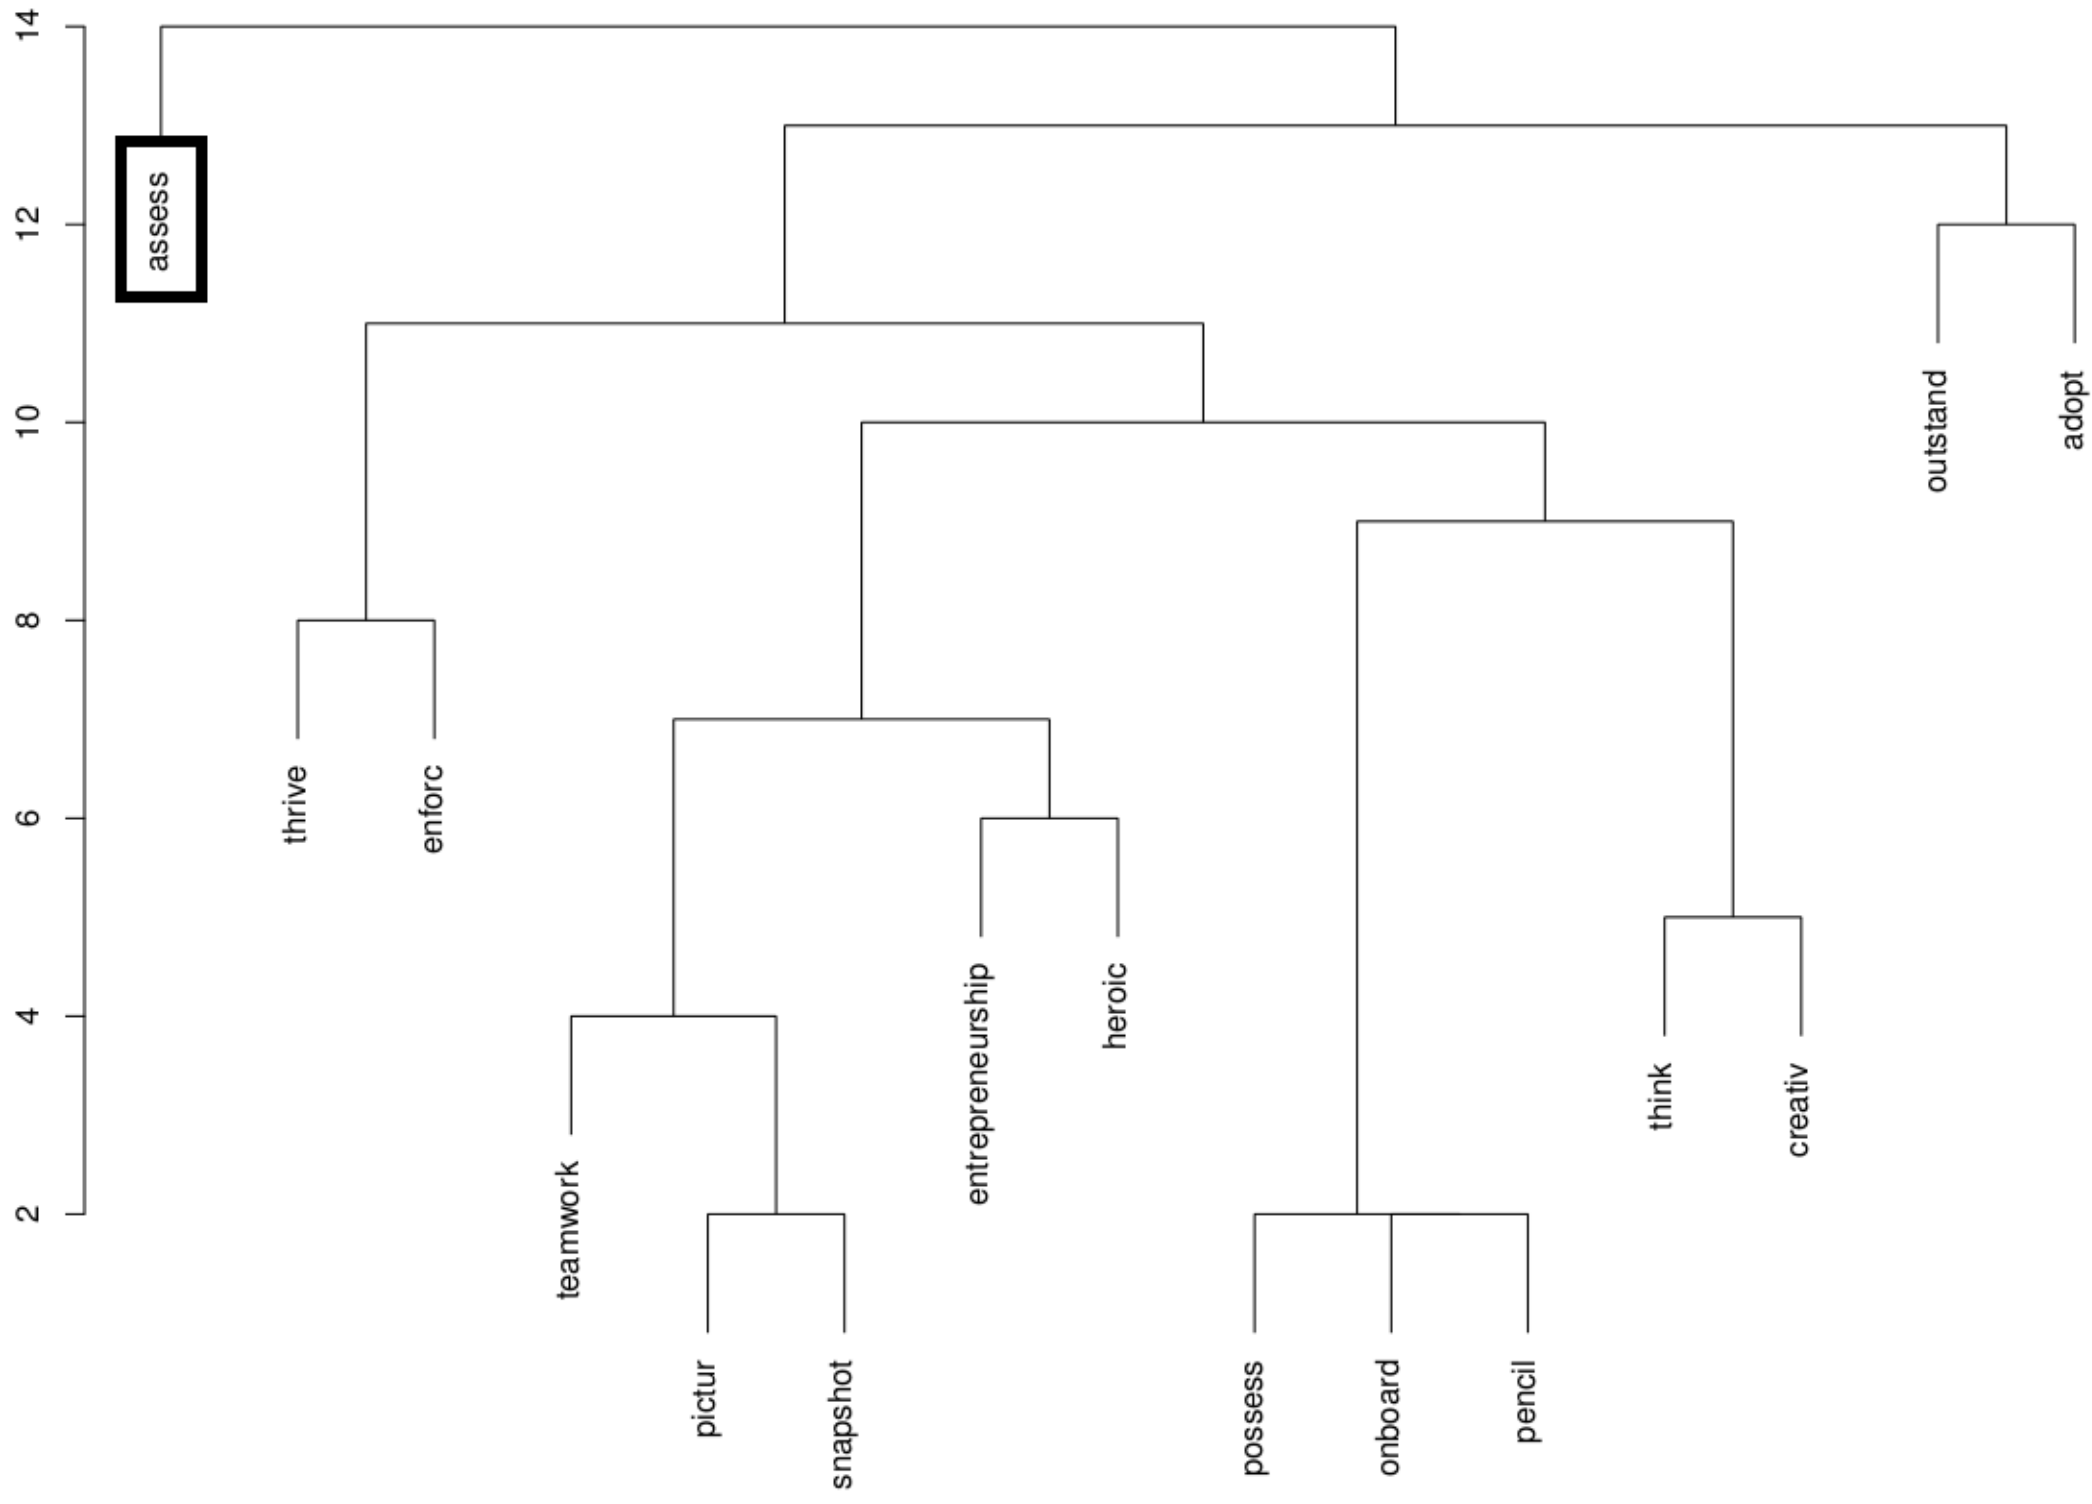 14
12
10
8
6
4
2
assess
thrive
enforc
teamwork
pictur
snapshot
entrepreneurship
heroic
possess
onboard
pencil
think
creativ
outstand
adopt